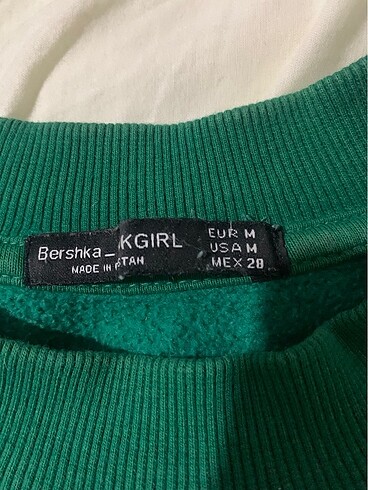 Bershka_KGIRL
MADE IN
EUR M
USA M
MEX 28